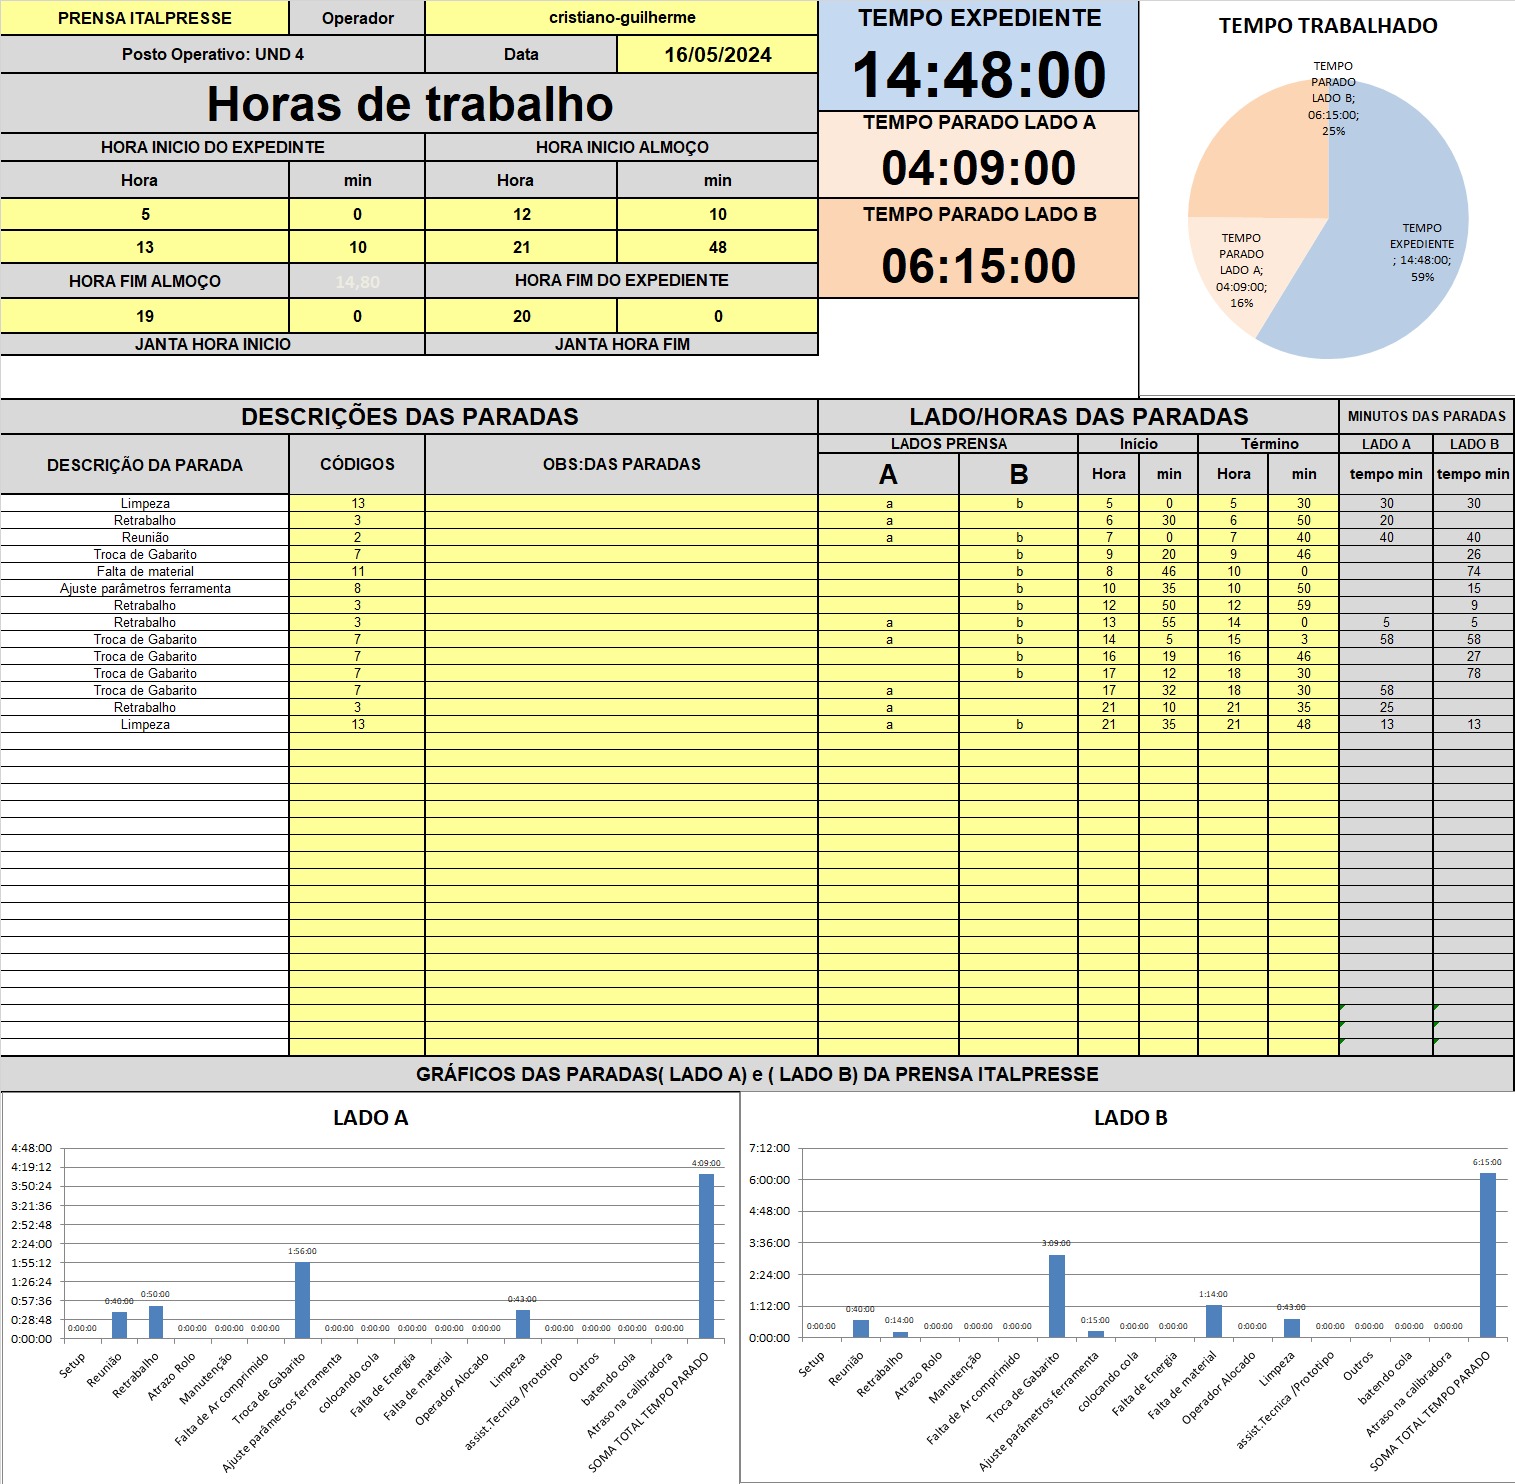 PRENSA ITALPRESSE Operador cristiano-guilherme
Posto Operativo: UND 4 Data 16/05/2024
Horas de trabalho
HORA INICIO DO EXPEDINTE HORA INICIO ALMOÇO
Hora min Hora min
5 0 12 10
13 10 21 48
HORA FIM ALMOÇO 14,80 HORA FIM DO EXPEDIENTE
19 0 20 0
JANTA HORA INICIO JANTA HORA FIM
TEMPO EXPEDIENTE
14:48:00
TEMPO PARADO LADO A
04:09:00
TEMPO PARADO LADO B
06:15:00
TEMPO TRABALHADO
TEMPO
PARADO
LADO B;
06:15:00;
25%
TEMPO
EXPEDIENTE
; 14:48:00;
59%
TEMPO
PARADO
LADO A;
04:09:00;
16%
DESCRIÇÕES DAS PARADAS LADO/HORAS DAS PARADAS MINUTOS DAS PARADAS
LADOS PRENSA Início Término LADO A LADO B
DESCRIÇÃO DA PARADA CÓDIGOS OBS:DAS PARADAS A B Hora min Hora min tempo min tempo min
Limpeza 13 a b 5 0 5 30 30 30
Retrabalho 3 a 6 30 6 50 20
Reunião 2 a b 7 0 7 40 40 40
Troca de Gabarito 7 b 9 20 9 46 26
Falta de material 11 b 8 46 10 0 74
Ajuste parâmetros ferramenta 8 b 10 35 10 50 15
Retrabalho 3 b 12 50 12 59 9
Retrabalho 3 a b 13 55 14 0 5 5
Troca de Gabarito 7 a b 14 5 15 3 58 58
Troca de Gabarito 7 b 16 19 16 46 27
Troca de Gabarito 7 b 17 12 18 30 78
Troca de Gabarito 7 a 17 32 18 30 58
Retrabalho 3 a 21 10 21 35 25
Limpeza 13 a b 21 35 21 48 13 13
GRÁFICOS DAS PARADAS( LADO A) e ( LADO B) DA PRENSA ITALPRESSE
LADO A
4:48:00
4:19:12
3:50:24
3:21:36
2:52:48
2:24:00
1:55:12
1:26:24
0:57:36
0:28:48
0:00:00
0:00:00 0:40:00 0:50:00 0:00:00 0:00:00 0:00:00 1:56:00 0:00:00 0:00:00 0:00:00 0:00:00 0:00:00 0:43:00 0:00:00 0:00:00 0:00:00 0:00:00 4:09:00
Setup
Reunião
Retrabalho
Atrazo Rolo
Manutenção
Falta de Ar comprimido
Troca de Gabarito
Ajuste parâmetros ferramenta
colocando cola
Falta de Energia
Falta de material
Operador Alocado
Limpeza
assist.Tecnica /Prototipo
Outros
batendo cola
Atraso na calibradora
SOMA TOTAL TEMPO PARADO
LADO B
7:12:00
6:00:00
4:48:00
3:36:00
2:24:00
1:12:00
0:00:00
0:00:00 0:40:00 0:14:00 0:00:00 0:00:00 0:00:00 3:09:00 0:15:00 0:00:00 0:00:00 1:14:00 0:00:00 0:43:00 0:00:00 0:00:00 0:00:00 0:00:00 6:15:00
Setup
Reunião
Retrabalho
Atrazo Rolo
Manutenção
Falta de Ar comprimido
Troca de Gabarito
Ajuste parâmetros ferramenta
colocando cola
Falta de Energia
Falta de material
Operador Alocado
Limpeza
assist.Tecnica /Prototipo
Outros
batendo cola
Atraso na calibradora
SOMA TOTAL TEMPO PARADO